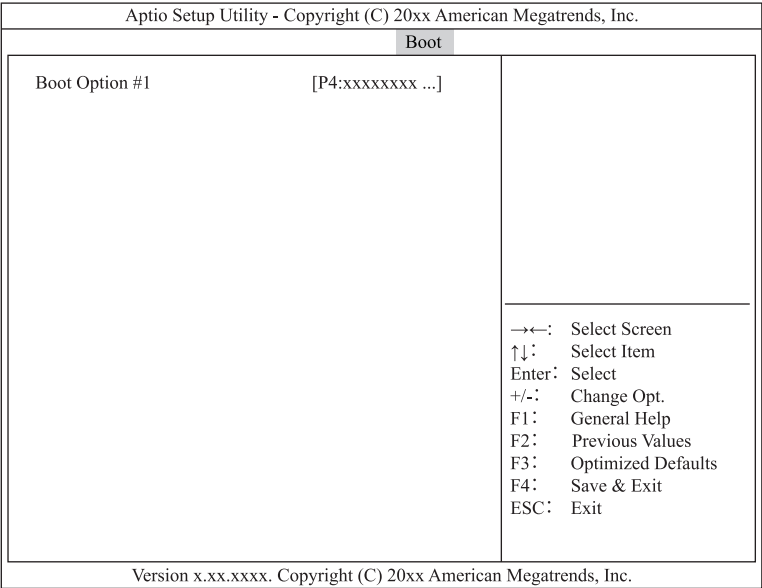 Aptio Setup Utility - Copyright (C) 20xx American Megatrends, Inc.
Boot
Boot Option #1 [P4:xxxxxxxx ...]
→←: Select Screen
↑↓: Select Item
Enter: Select
+/-: Change Opt.
F1: General Help
F2: Previous Values
F3: Optimized Defaults
F4: Save & Exit
ESC: Exit
Version x.xx.xxxx. Copyright (C) 20xx American Megatrends, Inc.